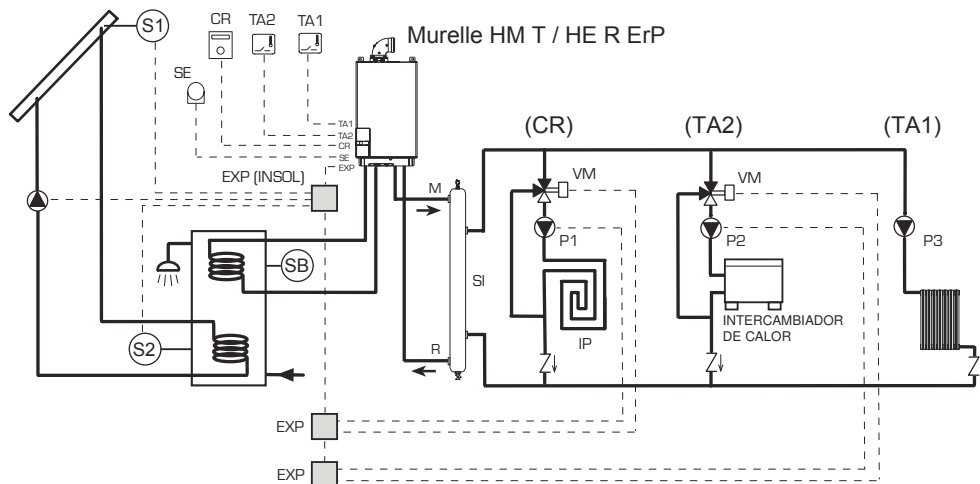 S1
CR
TA2
TA1
Murelle HM T / HE R ErP
SE
TA1
TA2
CR
SE
EXP
EXP (INSOL)
(CR)
(TA2)
(TA1)
M
VM
VM
P1
P2
P3
SB
SI
S2
R
IP
INTERCAMBIADOR
DE CALOR
EXP
EXP